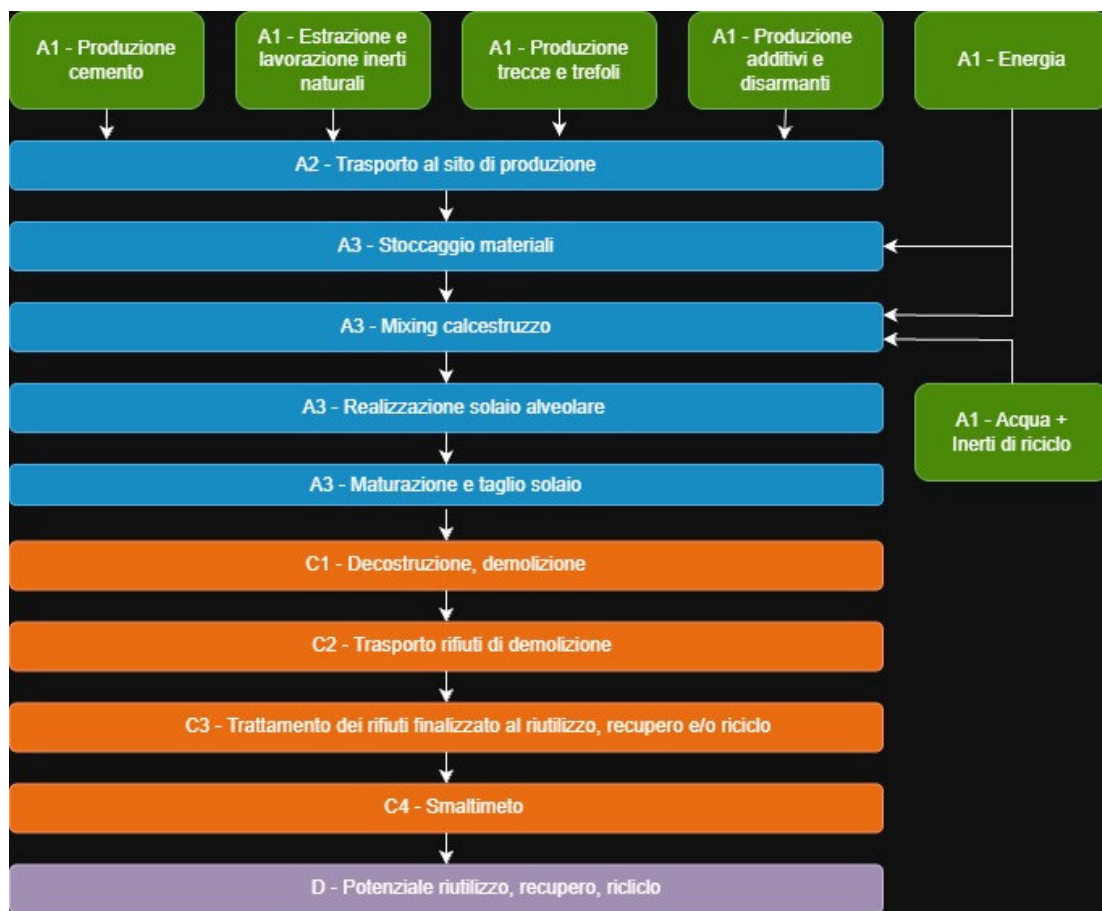 A1 - Produzione
cemento
A1 - Estrazione e
lavorazione inerti
naturali
A1 - Produzione
trecce e trefoli
A1 - Produzione
additivi e
disarmanti
A1 - Energia
A2 - Trasporto al sito di produzione
A3 - Stoccaggio materiali
A3 - Mixing calcestruzzo
A3 - Realizzazione solaio alveolare
A1 - Acqua +
Inerti di riciclo
A3 - Maturazione e taglio solaio
C1 - Decostruzione, demolizione
C2 - Trasporto rifiuti di demolizione
C3 - Trattamento dei rifiuti finalizzato al riutilizzo, recupero e/o riciclo
C4 - Smaltimeto
D - Potenziale riutilizzo, recupero, ricliclo